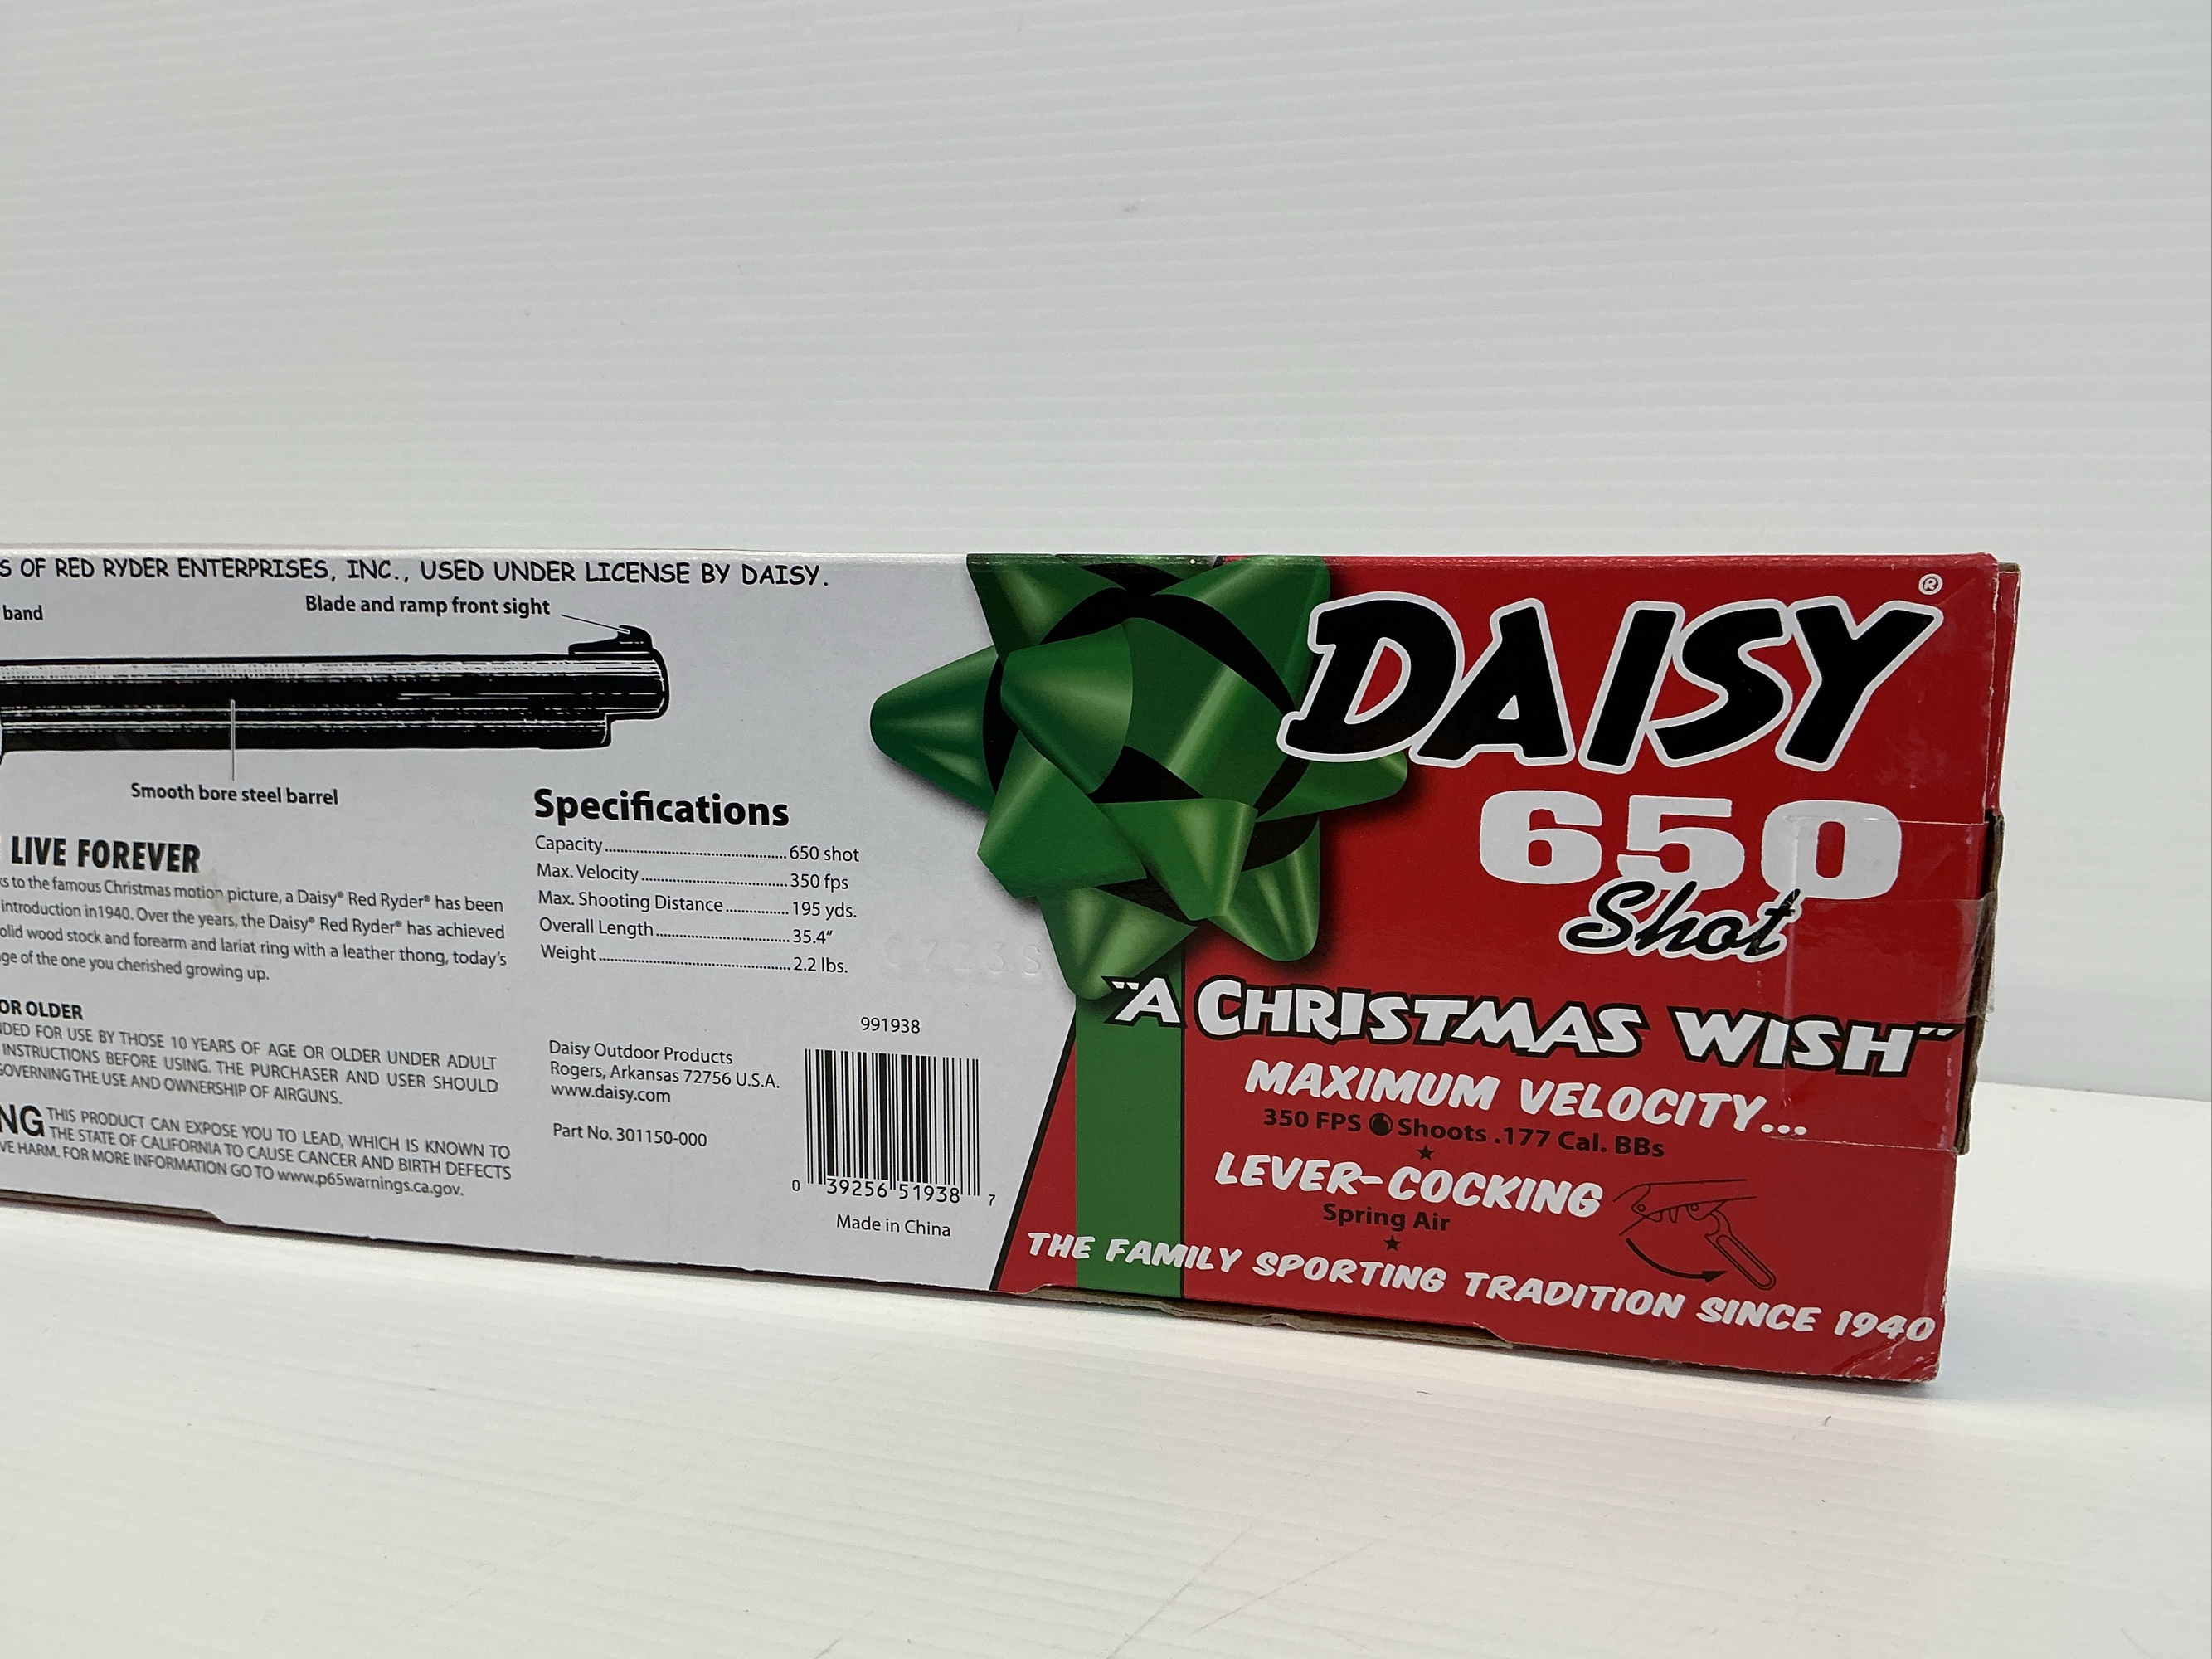 S OF RED RYDER ENTERPRISES, INC., USED UNDER LICENSE BY DAISY.
band
Blade and ramp front sight
Smooth bore steel barrel
LIVE FOREVER
ks to the famous Christmas motion picture, a Daisy® Red Ryder® has been
introduction in1940. Over the years, the Daisy® Red Ryder® has achieved
olid wood stock and forearm and lariat ring with a leather thong, today's
ge of the one you cherished growing up.
OR OLDER
DED FOR USE BY THOSE 10 YEARS OF AGE OR OLDER UNDER ADULT
INSTRUCTIONS BEFORE USING. THE PURCHASER AND USER SHOULD
GOVERNING THE USE AND OWNERSHIP OF AIRGUNS.
NG THIS PRODUCT CAN EXPOSE YOU TO LEAD, WHICH IS KNOWN TO
THE STATE OF CALIFORNIA TO CAUSE CANCER AND BIRTH DEFECTS
VE HARM. FOR MORE INFORMATION GO TO www.p65warnings.ca.gov.
Specifications
Capacity..........650 shot
Max. Velocity..........350 fps
Max. Shooting Distance..........195 yds.
Overall Length..........35.4"
Weight..........2.2 lbs.
Daisy Outdoor Products
Rogers, Arkansas 72756 U.S.A.
www.daisy.com
Part No. 301150-000
991938
0 39256 51938 7
Made in China
DAISY®
650
Shot
"A CHRISTMAS WISH"
MAXIMUM VELOCITY...
350 FPS Shoots .177 Cal. BBs
LEVER-COCKING
Spring Air
THE FAMILY SPORTING TRADITION SINCE 1940